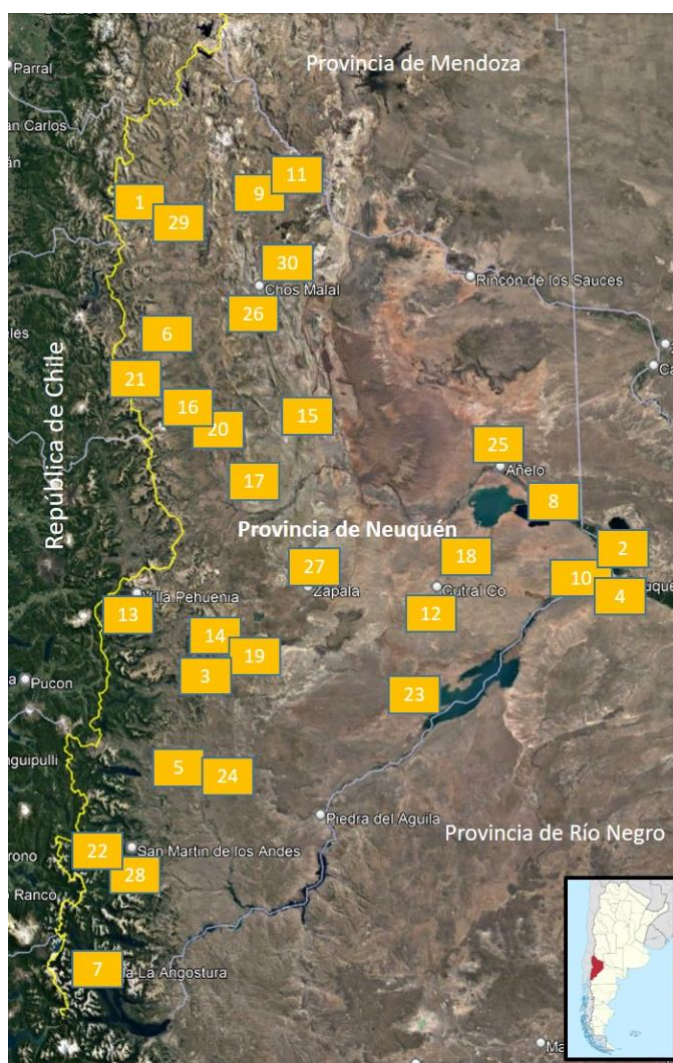 Parral
Provincia de Mendoza
an Carlos
11
9
1
29
30
Chos Malal
Rincón de los Sauces
26
6
República de Chile
21
16
15
20
25
Añelo
17
8
Provincia de Neuquén
2
18
27
10
Zapala
Cutral Co
4
Villa Pehuenia
13
12
14
19
3
Pucon
23
5
24
nguipulli
Piedra del Aguila
Provincia de Río Negro
22
San Martin de los Andes
28
o Ranco
7
a-La Angostura